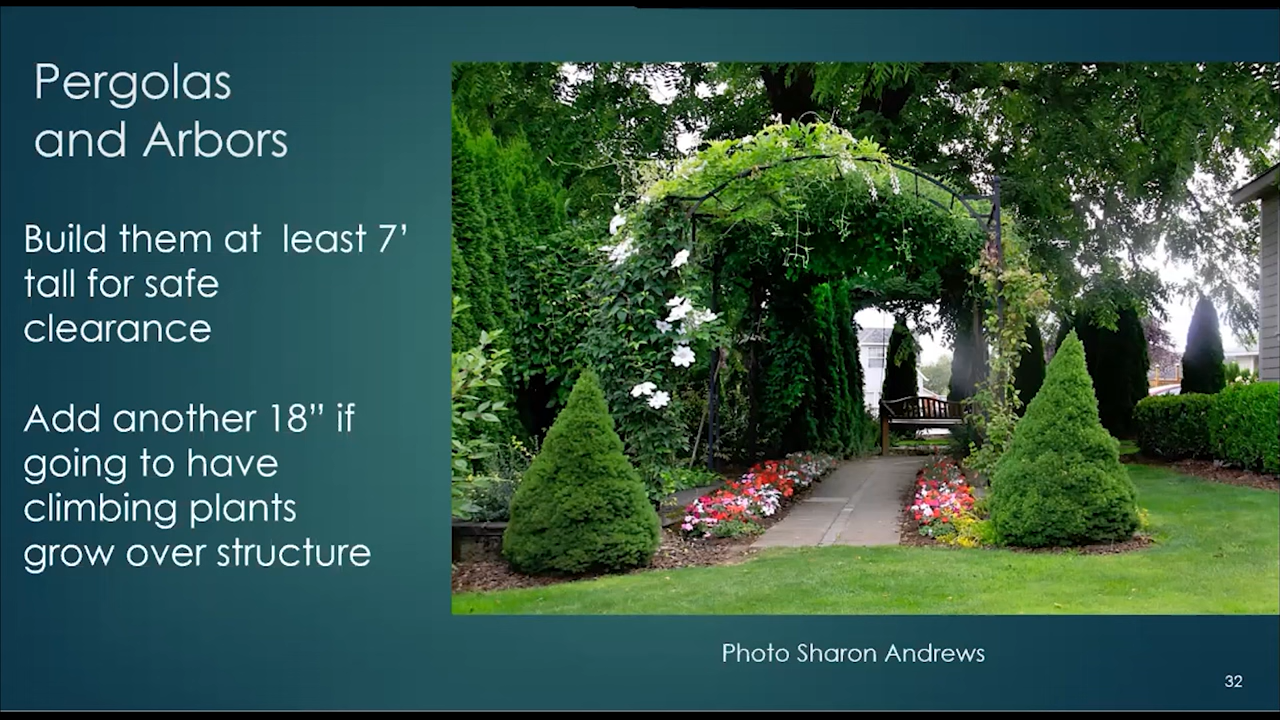 Pergolas
and Arbors
Build them at least 7’
tall for safe
clearance
Add another 18” if
going to have
climbing plants
grow over structure
Photo Sharon Andrews
32